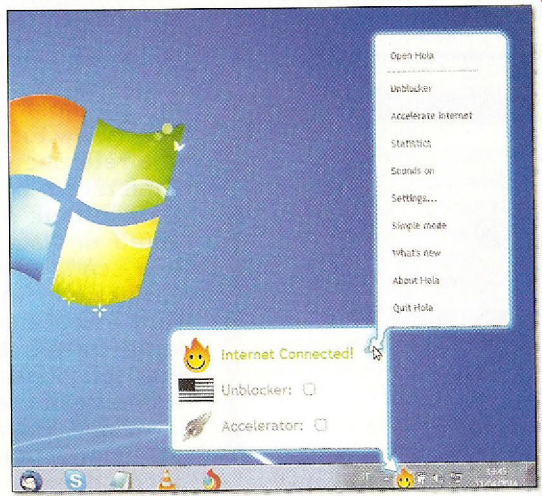 Open Hola
Unblocker
Accelerate Internet
Statistics
Sounds on
Settings...
Simple mode
What's new
About Hola
Quit Hola
Internet Connected!
Unblocker:
Accelerator:
IT